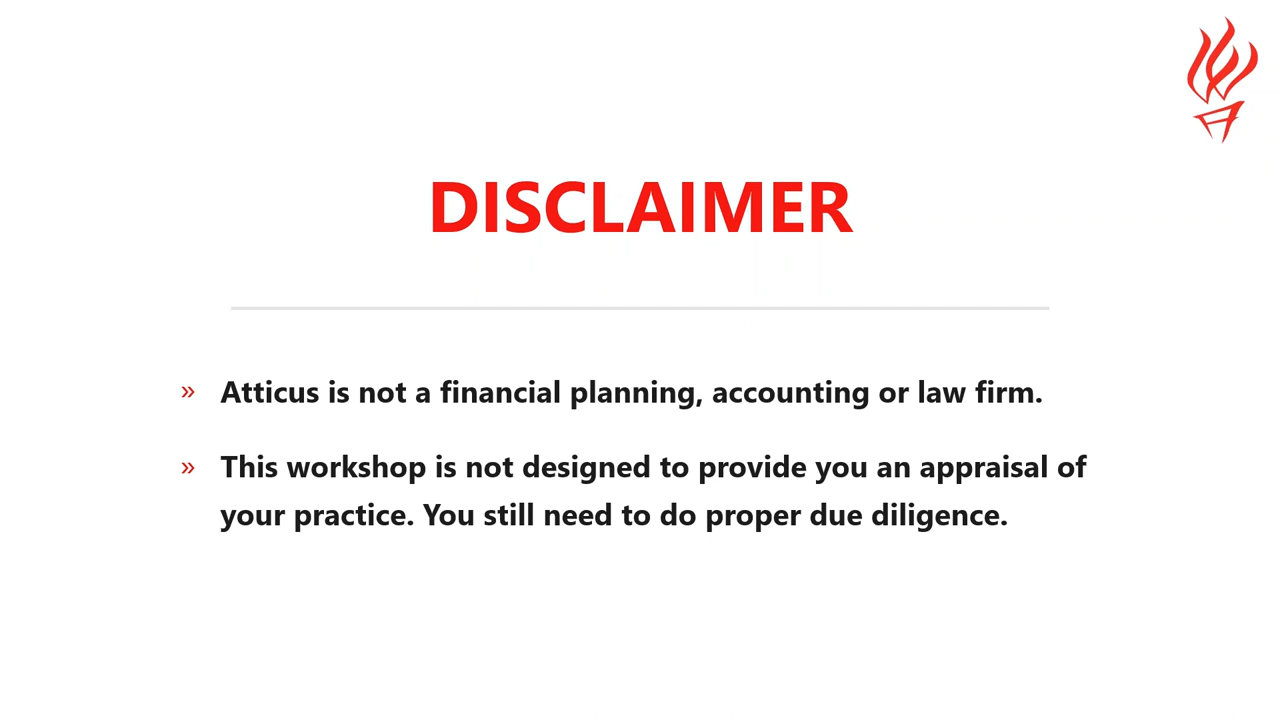 DISCLAIMER
» Atticus is not a financial planning, accounting or law firm.
» This workshop is not designed to provide you an appraisal of
your practice. You still need to do proper due diligence.